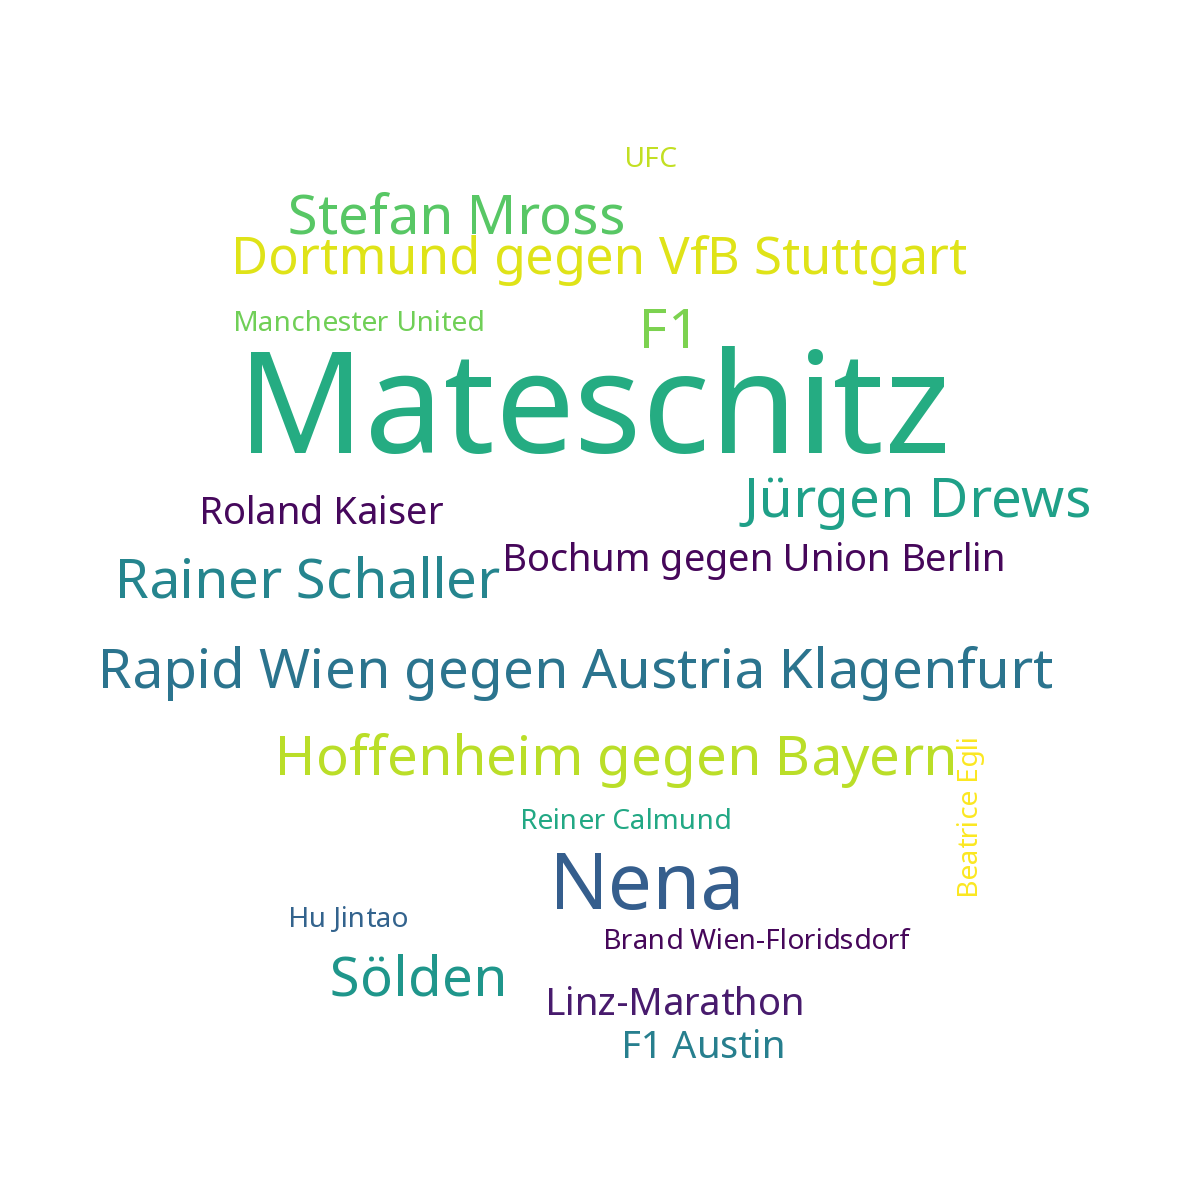 UFC
Stefan Mross
Dortmund gegen VfB Stuttgart
Manchester United
F1
Mateschitz
Jürgen Drews
Roland Kaiser
Bochum gegen Union Berlin
Rainer Schaller
Rapid Wien gegen Austria Klagenfurt
Hoffenheim gegen Bayern
Beatrice Egli
Reiner Calmund
Nena
Hu Jintao
Brand Wien-Floridsdorf
Sölden
Linz-Marathon
F1 Austin